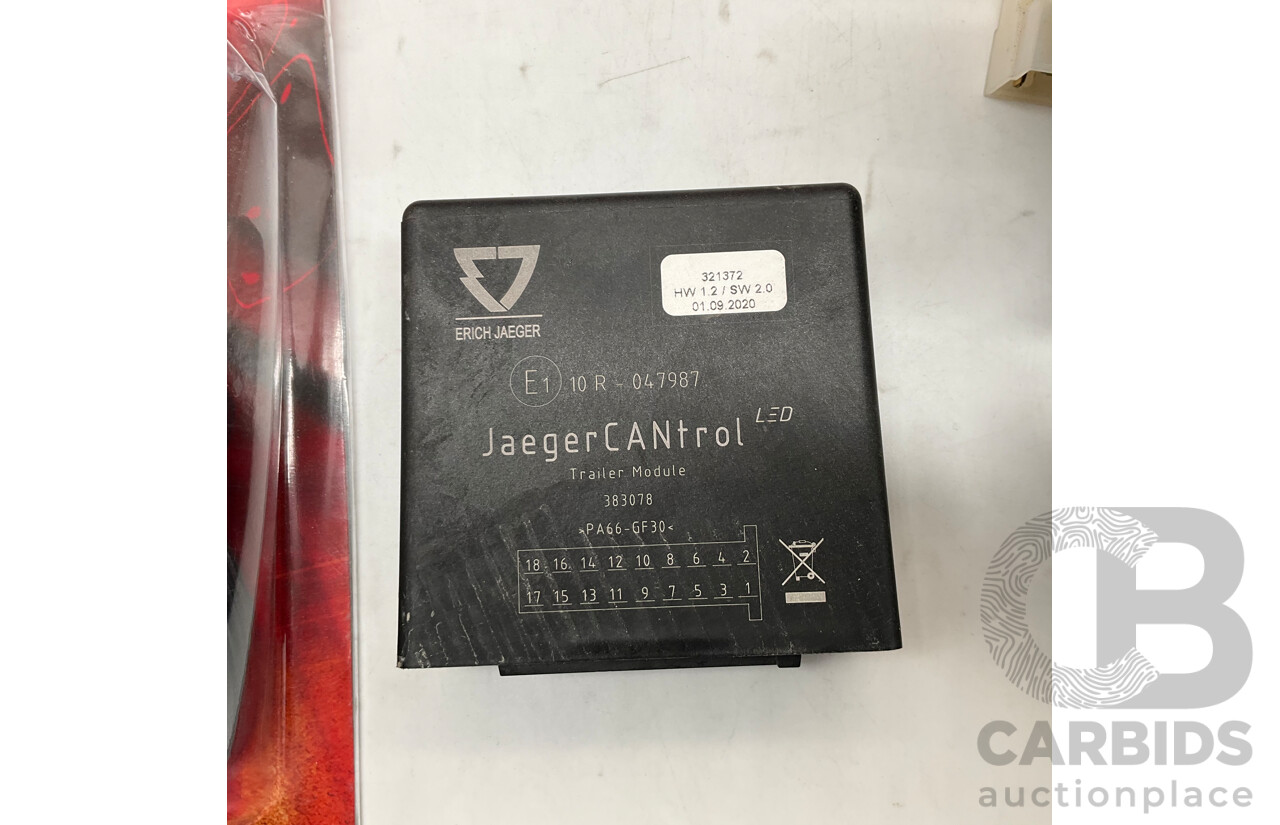 ERICH JAEGER
321372
HW 1.2 / SW 2.0
01.09.2020
E1 10 R - 047987
JaegerCANtrol LED
Trailer Module
383078
>PA66-GF30<
18 16 14 12 10 8 6 4 2
17 15 13 11 9 7 5 3 1
CB
CARBIDS
auctionplace